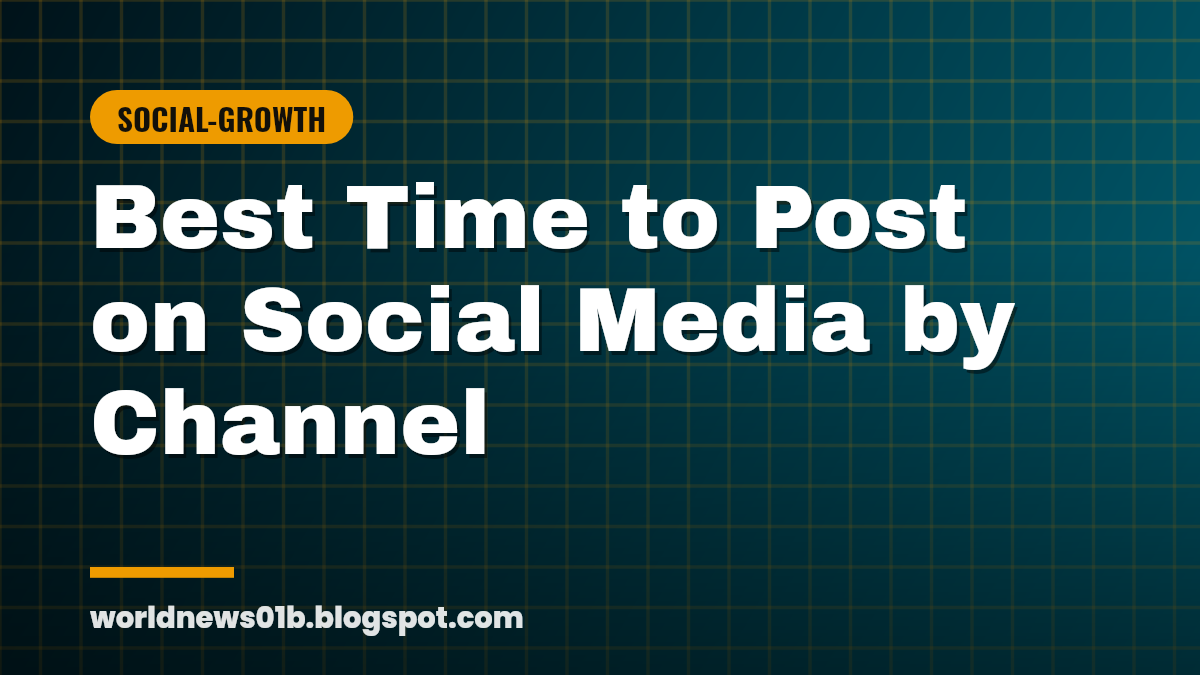 SOCIAL-GROWTH
Best Time to Post
on Social Media by
Channel
worldnews01b.blogspot.com